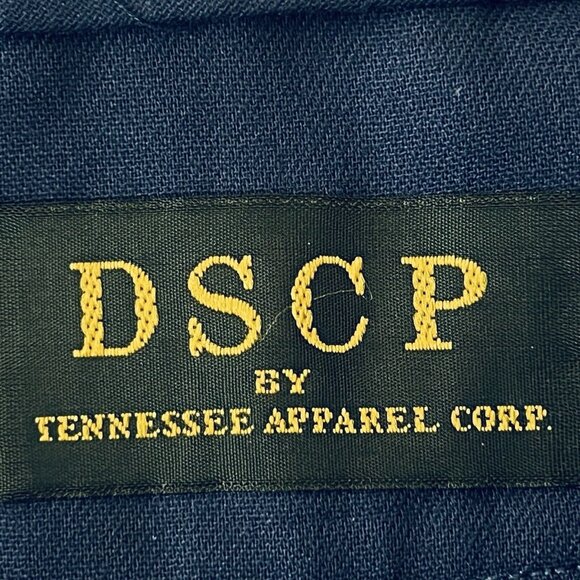 DSCP
BY
TENNESSEE APPAREL CORP.